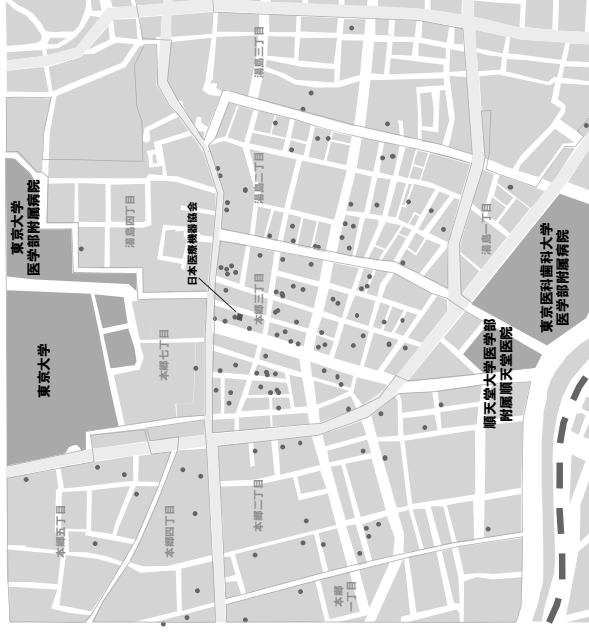 湯島三丁目
東京大学
医学部附属病院
湯島四丁目
日本医療機器協会
湯島二丁目
湯島一丁目
東京医科歯科大学
医学部附属病院
東京大学
本郷七丁目
本郷三丁目
順天堂大学医学部
附属順天堂医院
本郷五丁目
本郷四丁目
本郷二丁目
本郷
一丁目